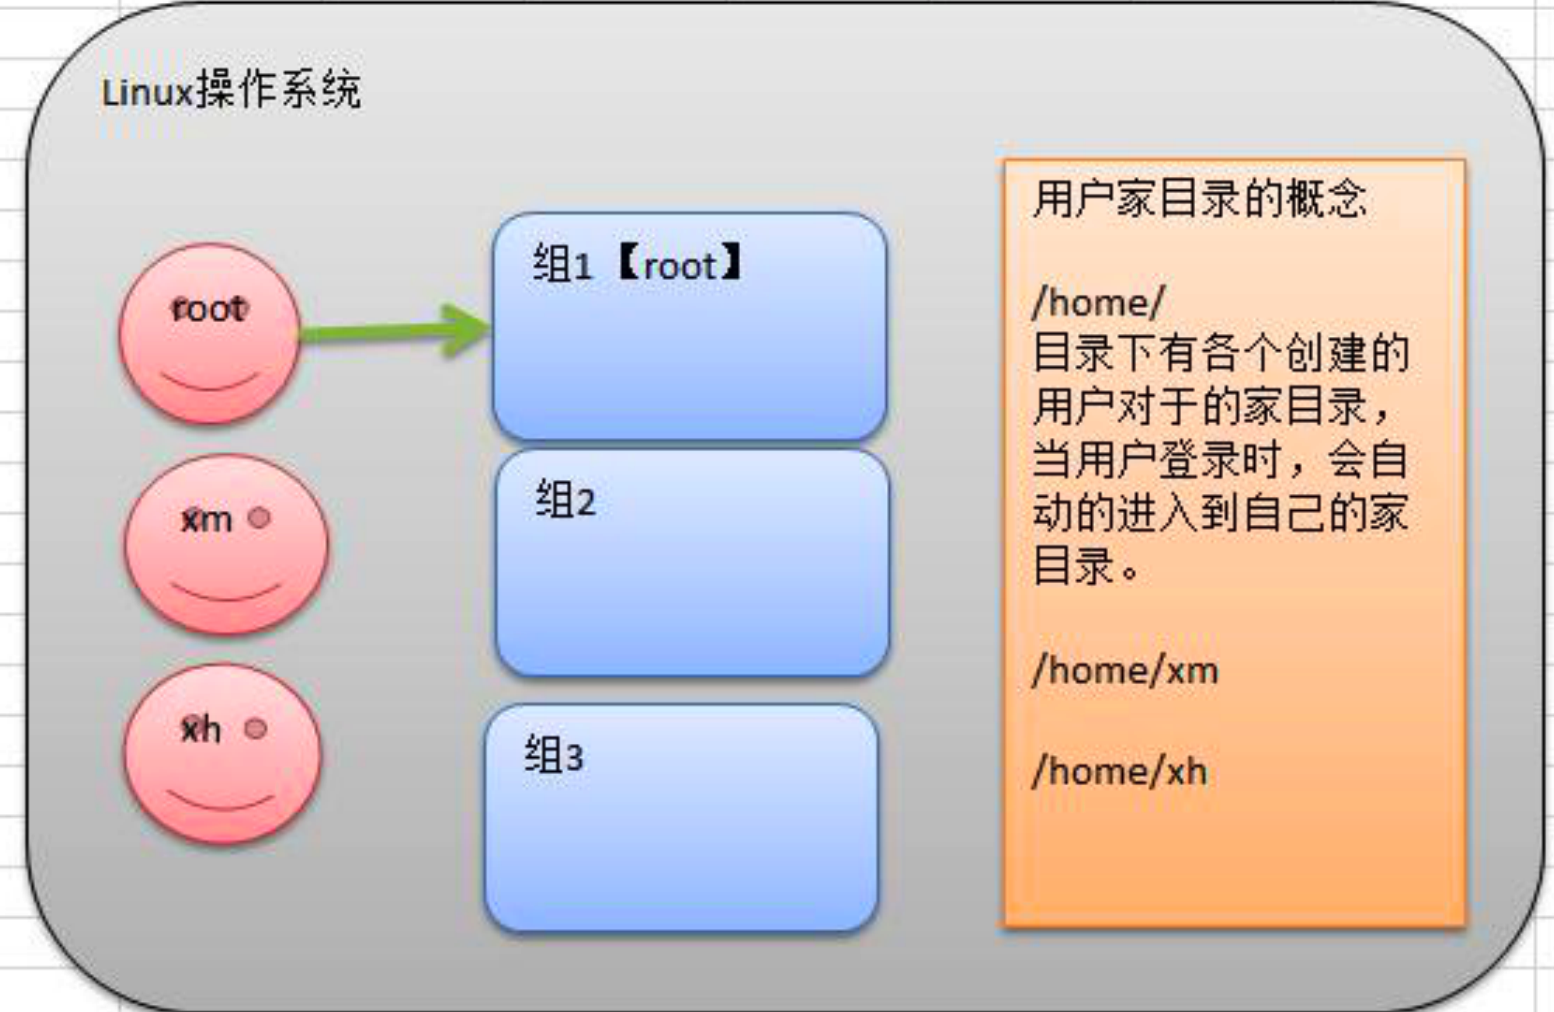 Linux操作系统
root
xm
xh
组1【root】
组2
组3
用户家目录的概念
/home/
目录下有各个创建的
用户对于的家目录，
当用户登录时，会自
动的进入到自己的家
目录。
/home/xm
/home/xh